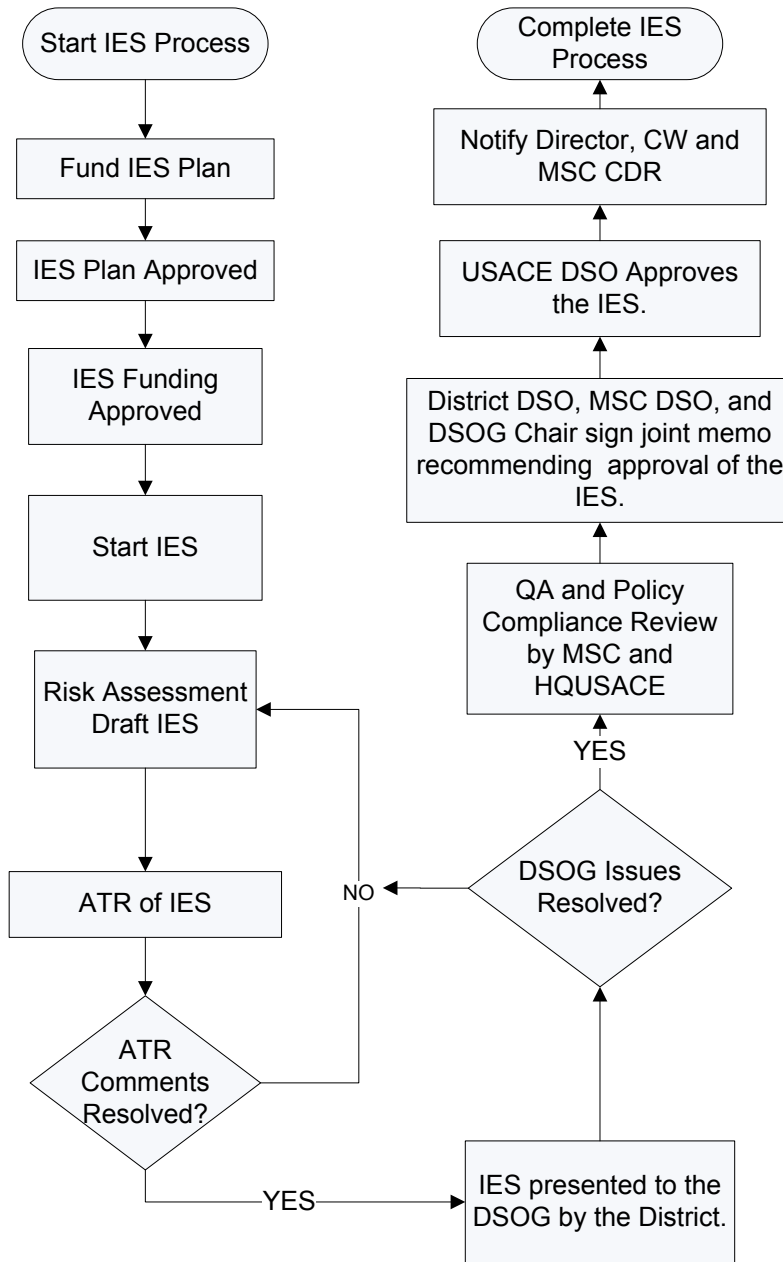 Start IES Process
Fund IES Plan
IES Plan Approved
IES Funding
Approved
Start IES
Risk Assessment
Draft IES
ATR of IES
ATR
Comments
Resolved?
NO
YES
IES presented to the
DSOG by the District.
DSOG Issues
Resolved?
YES
QA and Policy
Compliance Review
by MSC and
HQUSACE
District DSO, MSC DSO, and
DSOG Chair sign joint memo
recommending approval of the
IES.
USACE DSO Approves
the IES.
Notify Director, CW and
MSC CDR
Complete IES
Process